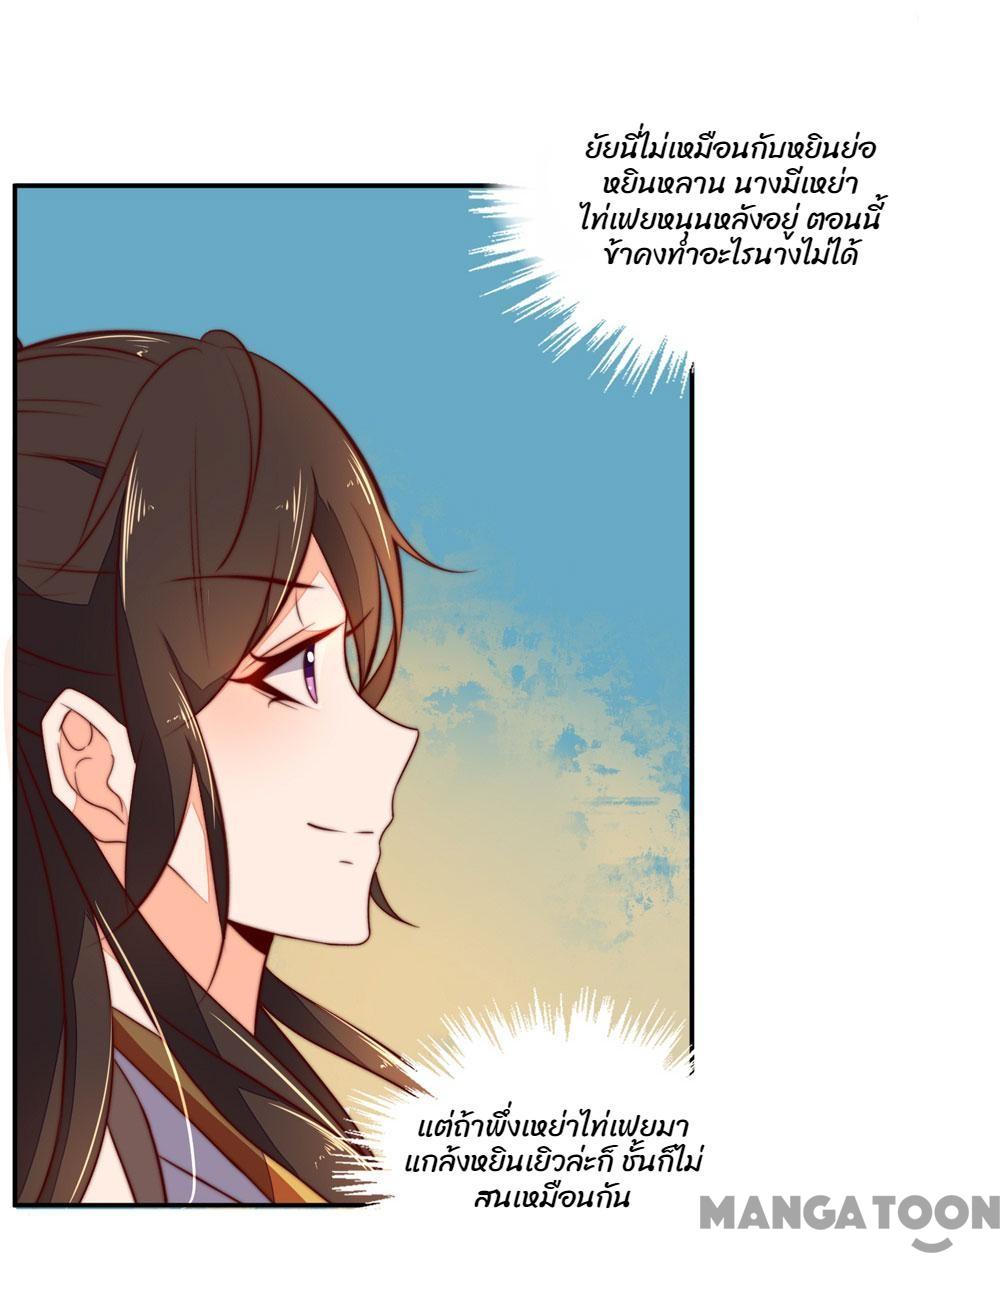 ยัยนี่ไม่เหมือนกับหยินย่อ
หยินหลาน นางมีเหย่า
ไท่เฟยหนุนหลังอยู่ ตอนนี้
ข้าคงทำอะไรนางไม่ได้
แต่ถ้าพึ่งเหย่าไท่เฟยมา
แกล้งหยินเยิวล่ะก็ ชั้นก็ไม่
สนเหมือนกัน
MANGATOON